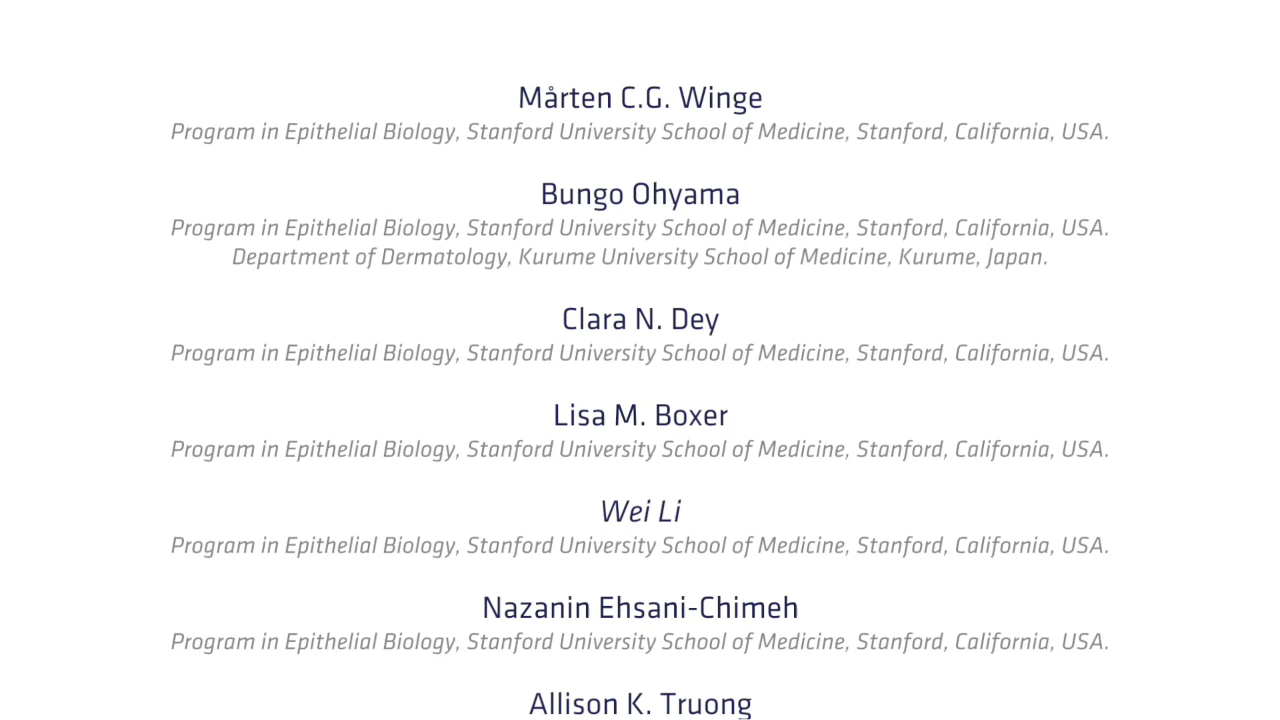 Mårten C.G. Winge
Program in Epithelial Biology, Stanford University School of Medicine, Stanford, California, USA.
Bungo Ohyama
Program in Epithelial Biology, Stanford University School of Medicine, Stanford, California, USA.
Department of Dermatology, Kurume University School of Medicine, Kurume, Japan.
Clara N. Dey
Program in Epithelial Biology, Stanford University School of Medicine, Stanford, California, USA.
Lisa M. Boxer
Program in Epithelial Biology, Stanford University School of Medicine, Stanford, California, USA.
Wei Li
Program in Epithelial Biology, Stanford University School of Medicine, Stanford, California, USA.
Nazanin Ehsani-Chimeh
Program in Epithelial Biology, Stanford University School of Medicine, Stanford, California, USA.
Allison K. Truong